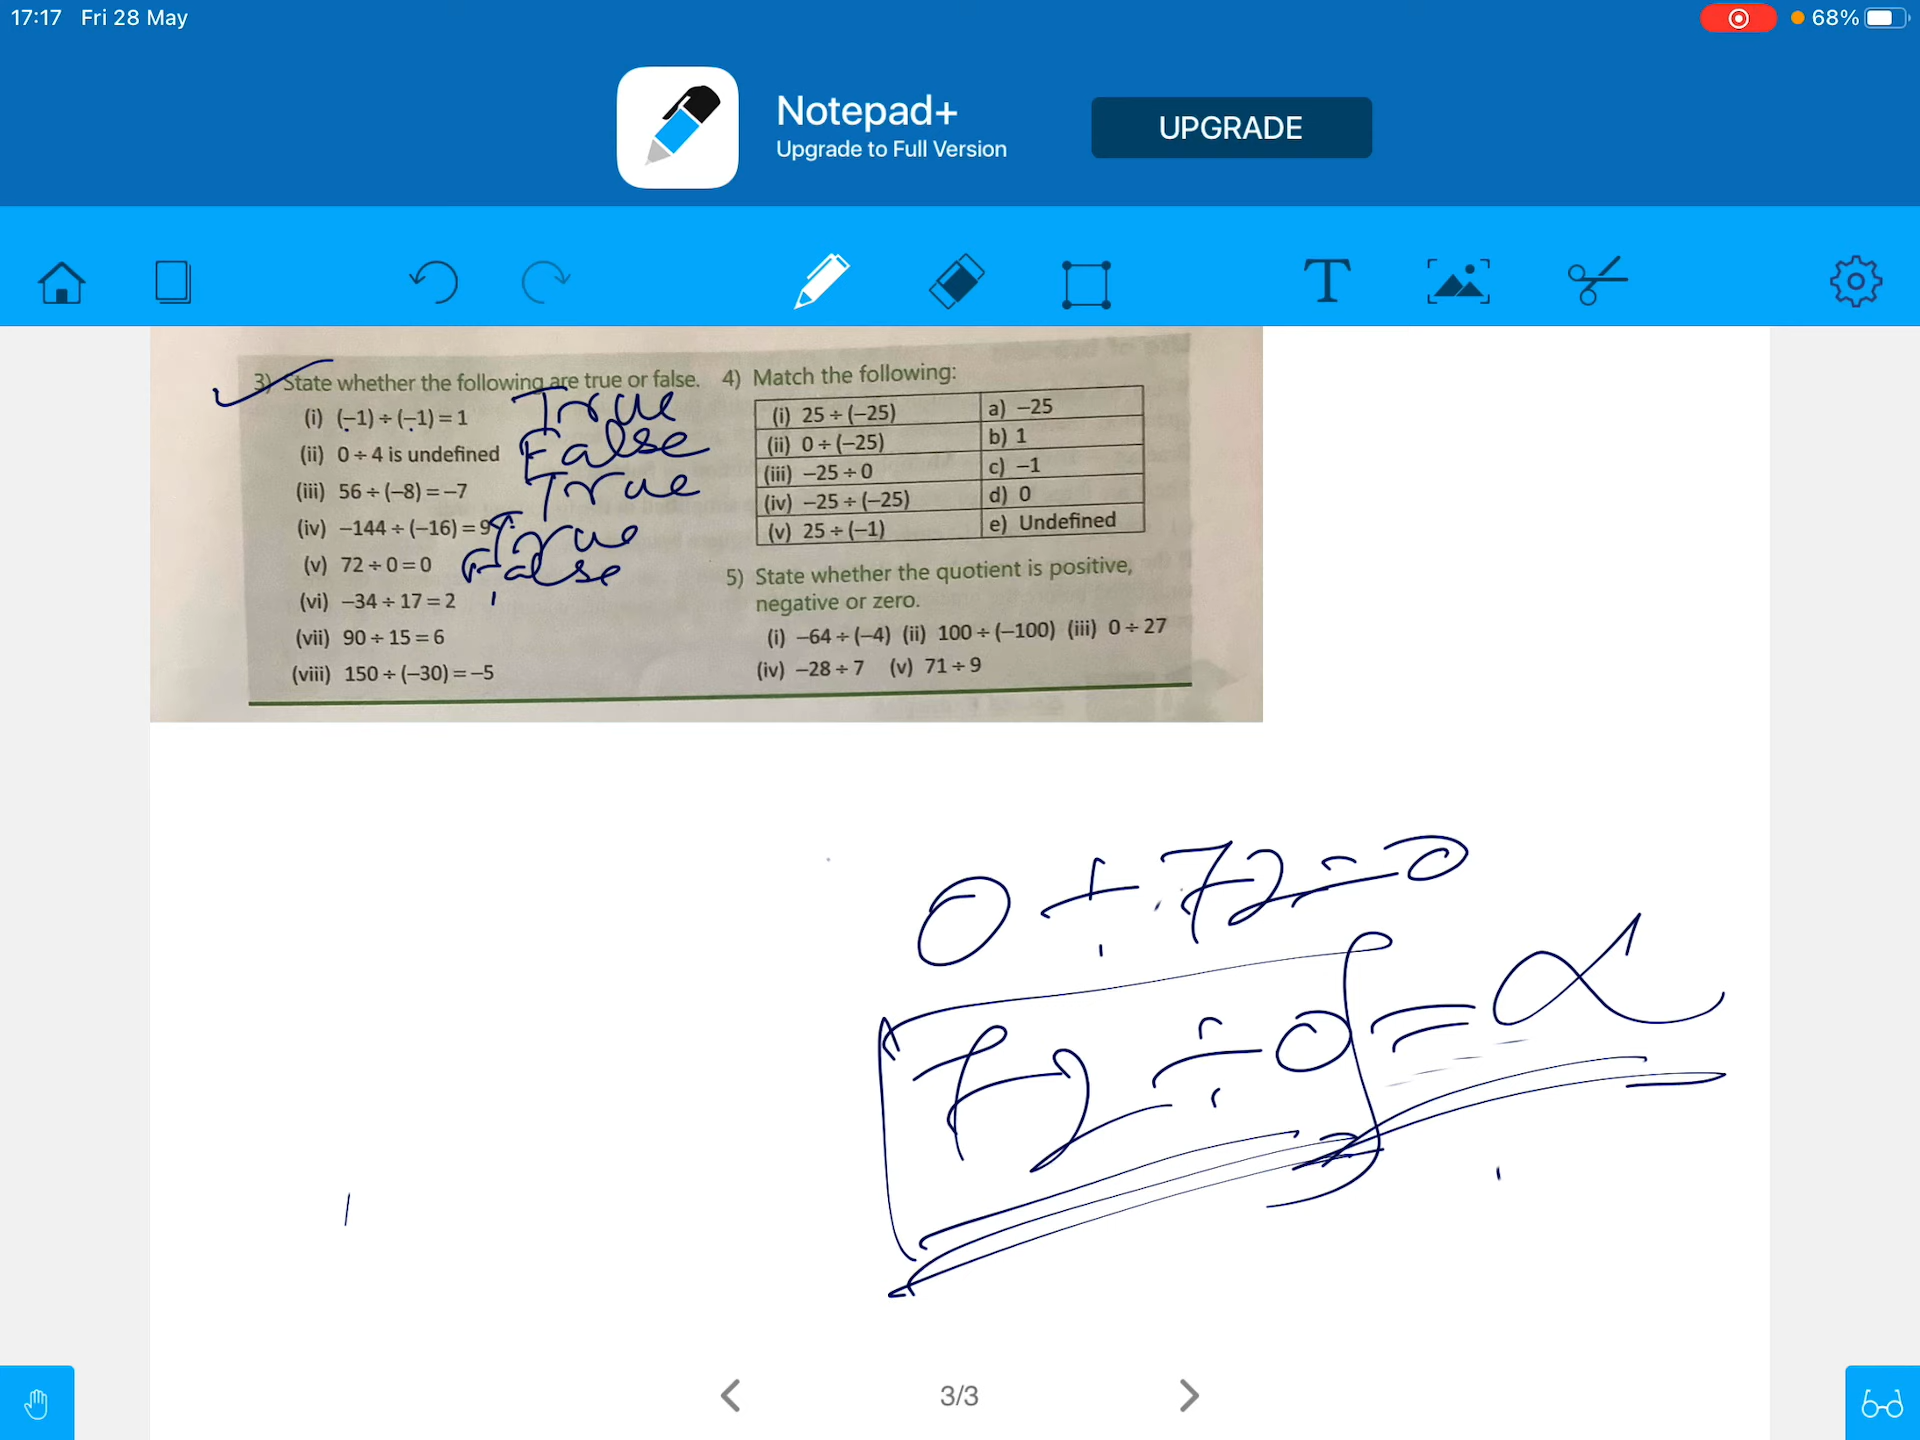 17:17 Fri 28 May
68%
Notepad+
Upgrade to Full Version
UPGRADE
T
3) State whether the following are true or false.
(i) (−1) ÷ (−1) = 1 True
(ii) 0 ÷ 4 is undefined False
(iii) 56 ÷ (−8) = −7 True
(iv) −144 ÷ (−16) = 9 True
(v) 72 ÷ 0 = 0 False
(vi) −34 ÷ 17 = 2
(vii) 90 ÷ 15 = 6
(viii) 150 ÷ (−30) = −5
4) Match the following:
(i) 25 ÷ (−25) a) −25
(ii) 0 ÷ (−25) b) 1
(iii) −25 ÷ 0 c) −1
(iv) −25 ÷ (−25) d) 0
(v) 25 ÷ (−1) e) Undefined
5) State whether the quotient is positive,
negative or zero.
(i) −64 ÷ (−4) (ii) 100 ÷ (−100) (iii) 0 ÷ 27
(iv) −28 ÷ 7 (v) 71 ÷ 9
0 ÷ 72 = 0
72 ÷ 0 = α
3/3